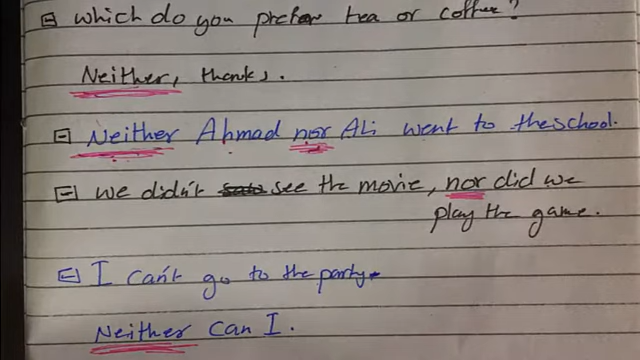 which do you prefer tea or coffee?
Neither, thanks.
Neither Ahmad nor Ali went to the school.
we didn't see the movie, nor did we
play the game.
I can't go to the party.
Neither can I.